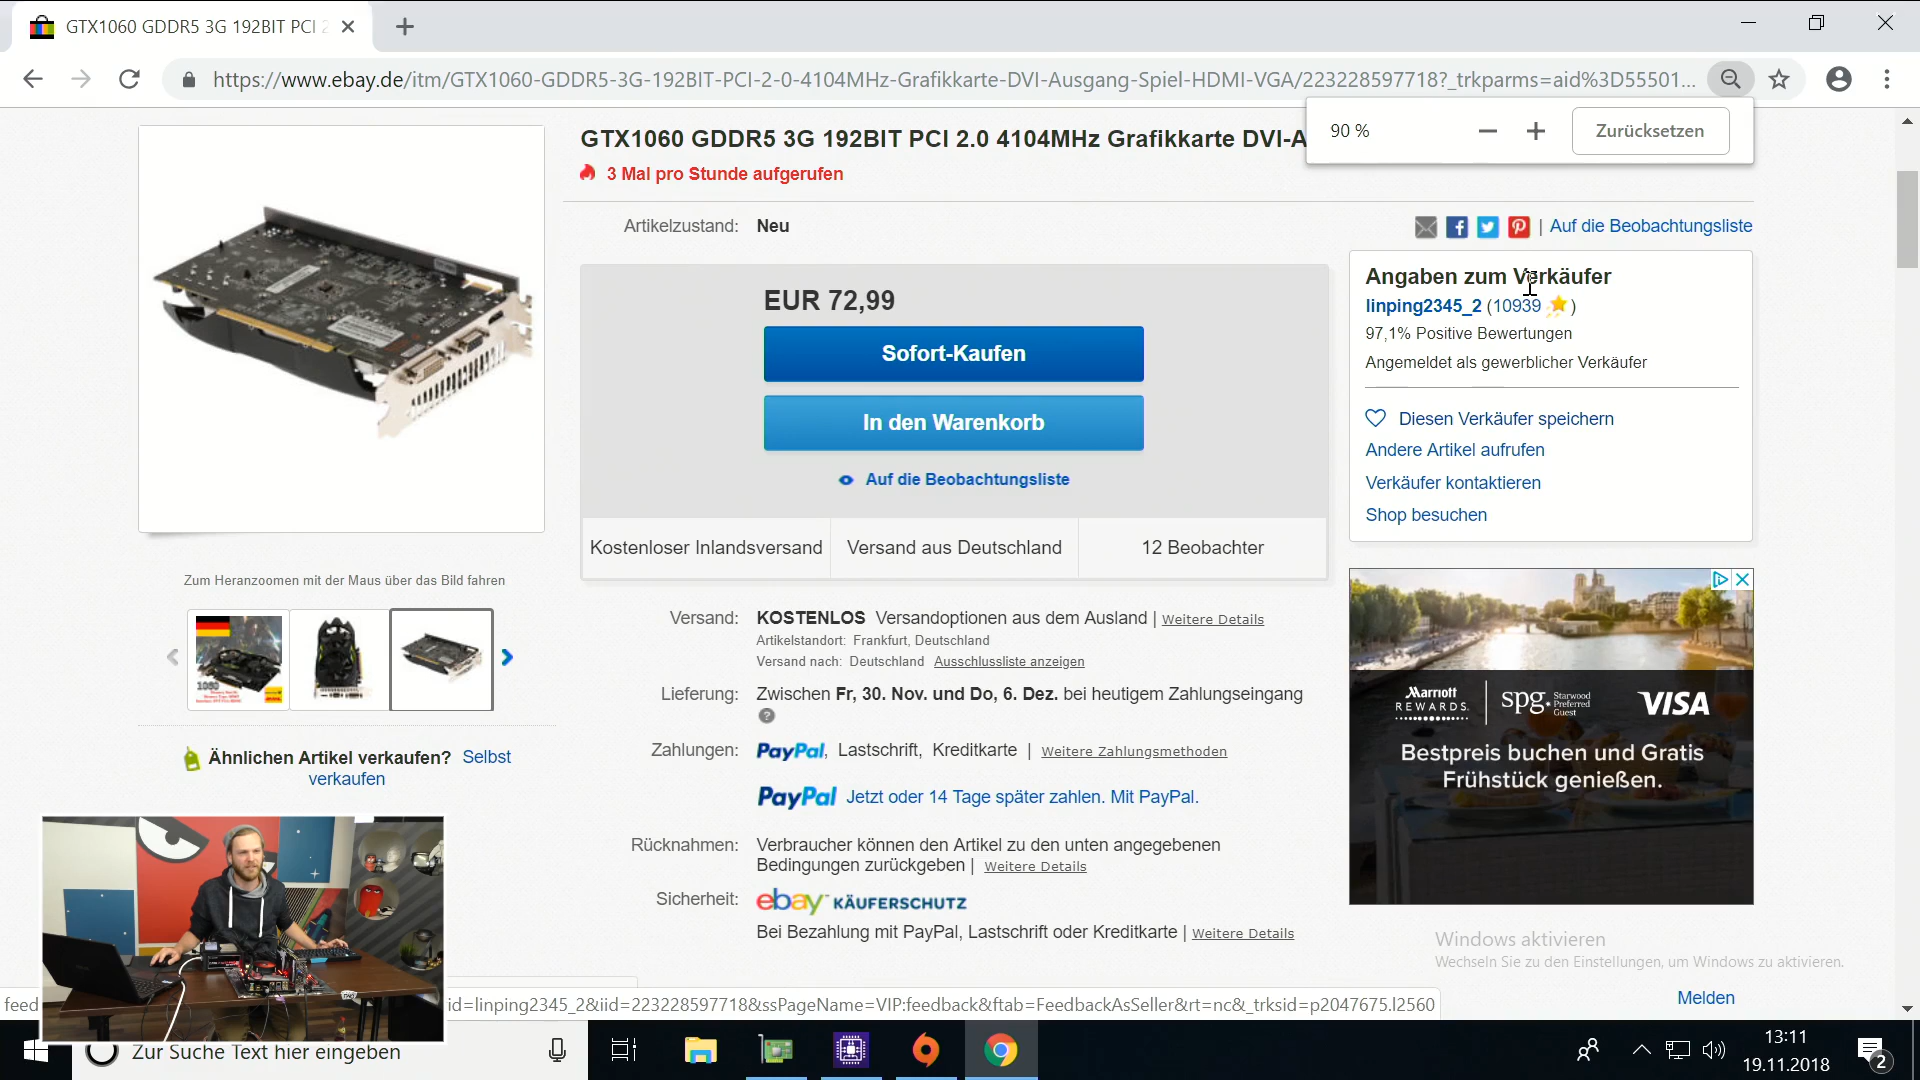 GTX1060 GDDR5 3G 192BIT PCI 2
https://www.ebay.de/itm/GTX1060-GDDR5-3G-192BIT-PCI-2-0-4104MHz-Grafikkarte-DVI-Ausgang-Spiel-HDMI-VGA/223228597718?_trkparms=aid%3D55501...
90 %
Zurücksetzen
GTX1060 GDDR5 3G 192BIT PCI 2.0 4104MHz Grafikkarte DVI-A
3 Mal pro Stunde aufgerufen
Artikelzustand: Neu
| Auf die Beobachtungsliste
EUR 72,99
Sofort-Kaufen
In den Warenkorb
Auf die Beobachtungsliste
Kostenloser Inlandsversand
Versand aus Deutschland
12 Beobachter
Angaben zum Verkäufer
linping2345_2 (10939 )
97,1% Positive Bewertungen
Angemeldet als gewerblicher Verkäufer
Diesen Verkäufer speichern
Andere Artikel aufrufen
Verkäufer kontaktieren
Shop besuchen
Zum Heranzoomen mit der Maus über das Bild fahren
1060
Ähnlichen Artikel verkaufen? Selbst
verkaufen
Versand: KOSTENLOS Versandoptionen aus dem Ausland | Weitere Details
Artikelstandort: Frankfurt, Deutschland
Versand nach: Deutschland Ausschlussliste anzeigen
Lieferung: Zwischen Fr, 30. Nov. und Do, 6. Dez. bei heutigem Zahlungseingang
?
Zahlungen: PayPal, Lastschrift, Kreditkarte | Weitere Zahlungsmethoden
PayPal Jetzt oder 14 Tage später zahlen. Mit PayPal.
Rücknahmen: Verbraucher können den Artikel zu den unten angegebenen
Bedingungen zurückgeben | Weitere Details
Sicherheit: ebay KÄUFERSCHUTZ
Bei Bezahlung mit PayPal, Lastschrift oder Kreditkarte | Weitere Details
Marriott
REWARDS
spg. Starwood
Preferred
Guest
VISA
Bestpreis buchen und Gratis
Frühstück genießen.
Windows aktivieren
Wechseln Sie zu den Einstellungen, um Windows zu aktivieren.
Melden
feed
id=linping2345_2&iid=223228597718&ssPageName=VIP:feedback&ftab=FeedbackAsSeller&rt=nc&_trksid=p2047675.l2560
Zur Suche Text hier eingeben
13:11
19.11.2018
2